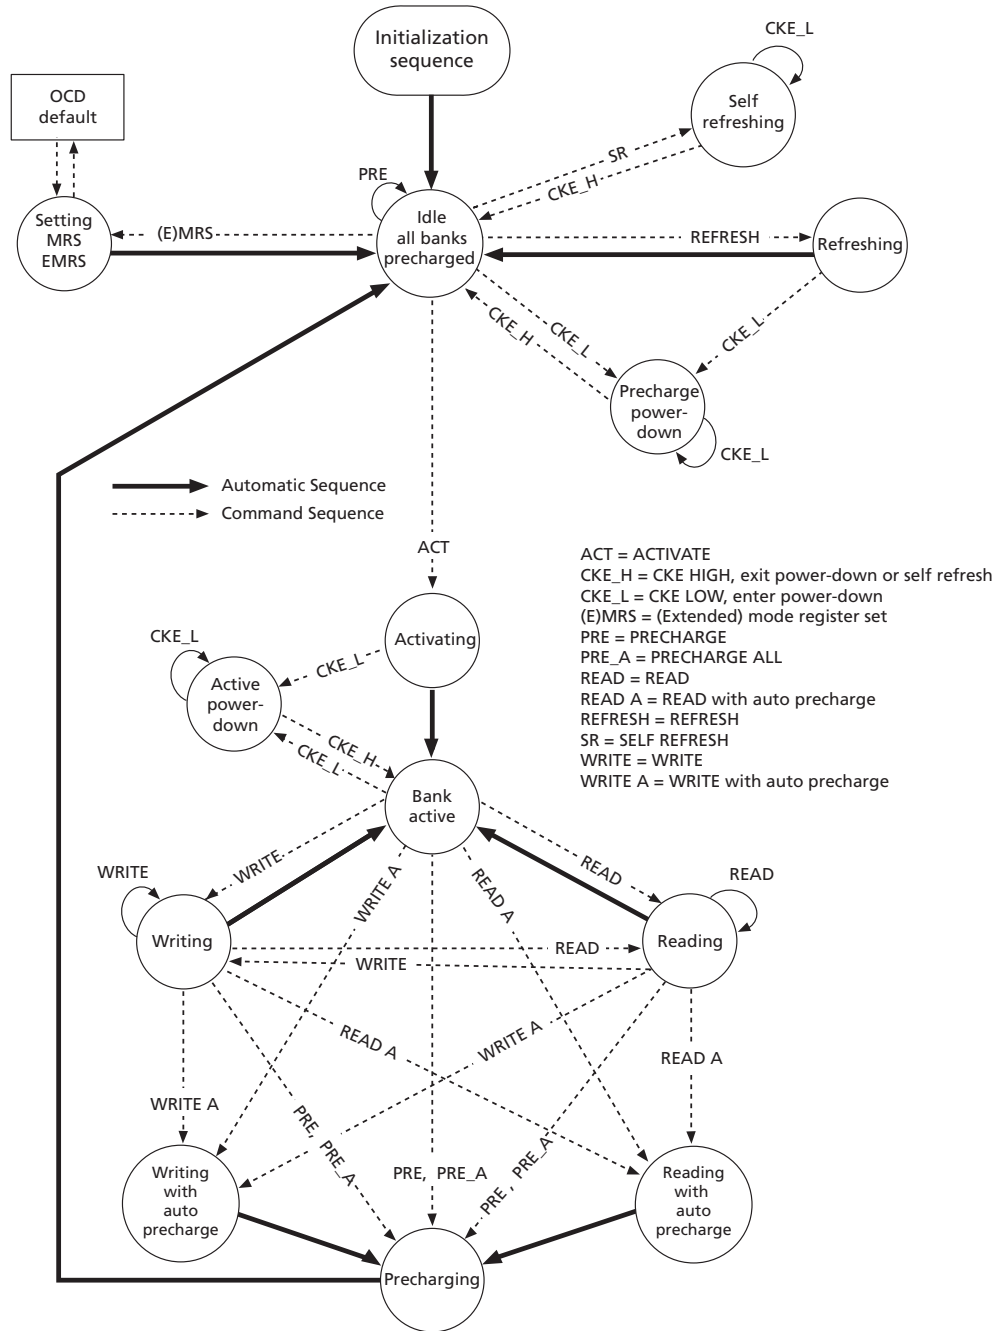 Initialization
sequence
CKE_L
OCD
default
Self
refreshing
SR
CKE_H
PRE
Setting
MRS
EMRS
(E)MRS
Idle
all banks
precharged
REFRESH
Refreshing
CKE_H
CKE_L
CKE_L
Precharge
power-
down
CKE_L
Automatic Sequence
Command Sequence
ACT
ACT = ACTIVATE
CKE_H = CKE HIGH, exit power-down or self refresh
CKE_L = CKE LOW, enter power-down
(E)MRS = (Extended) mode register set
PRE = PRECHARGE
PRE_A = PRECHARGE ALL
READ = READ
READ A = READ with auto precharge
REFRESH = REFRESH
SR = SELF REFRESH
WRITE = WRITE
WRITE A = WRITE with auto precharge
Activating
CKE_L
CKE_L
Active
power-
down
CKE_H
CKE_L
Bank
active
WRITE
WRITE
WRITE A
READ A
READ
READ
Writing
READ
WRITE
Reading
READ A
WRITE A
READ A
WRITE A
PRE, PRE_A
PRE, PRE_A
PRE, PRE_A
Writing
with
auto
precharge
Reading
with
auto
precharge
Precharging